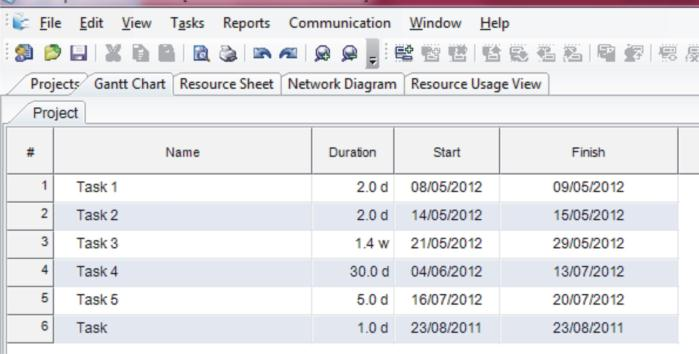 File Edit View Tasks Reports Communication Window Help
Projects Gantt Chart Resource Sheet Network Diagram Resource Usage View
Project
# Name Duration Start Finish
1 Task 1 2.0 d 08/05/2012 09/05/2012
2 Task 2 2.0 d 14/05/2012 15/05/2012
3 Task 3 1.4 w 21/05/2012 29/05/2012
4 Task 4 30.0 d 04/06/2012 13/07/2012
5 Task 5 5.0 d 16/07/2012 20/07/2012
6 Task 1.0 d 23/08/2011 23/08/2011